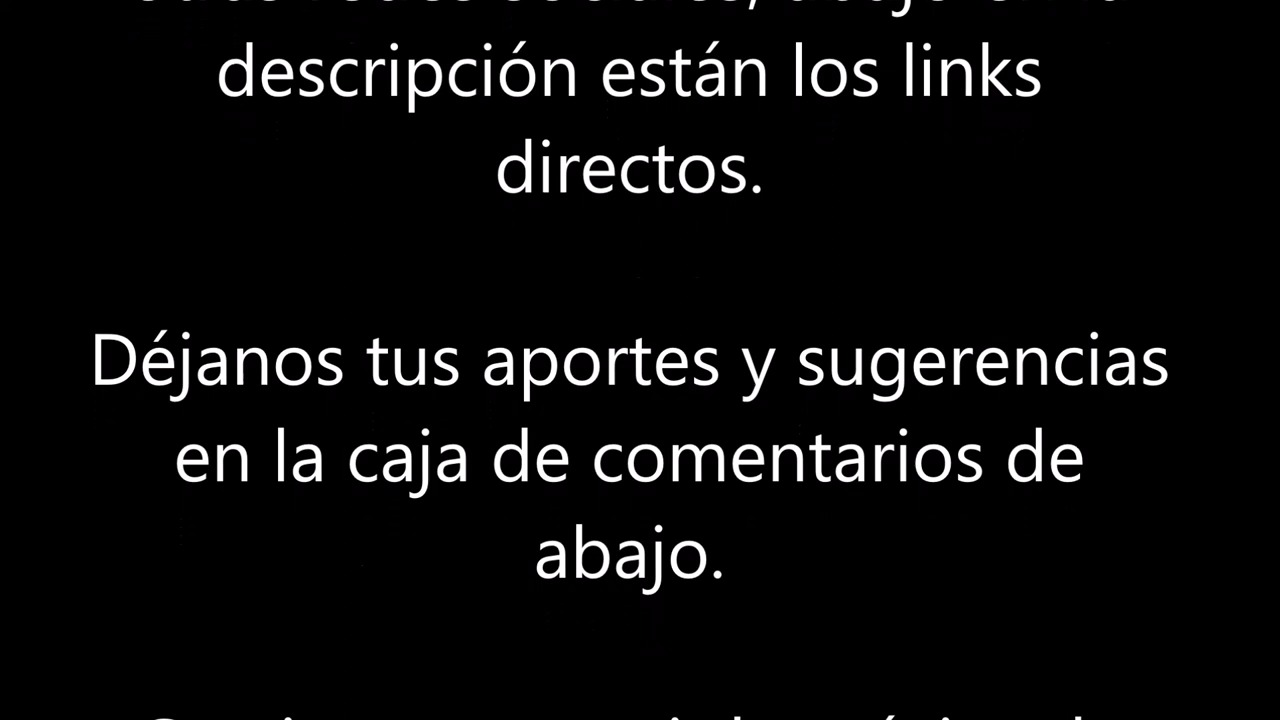 descripción están los links
directos.
Déjanos tus aportes y sugerencias
en la caja de comentarios de
abajo.